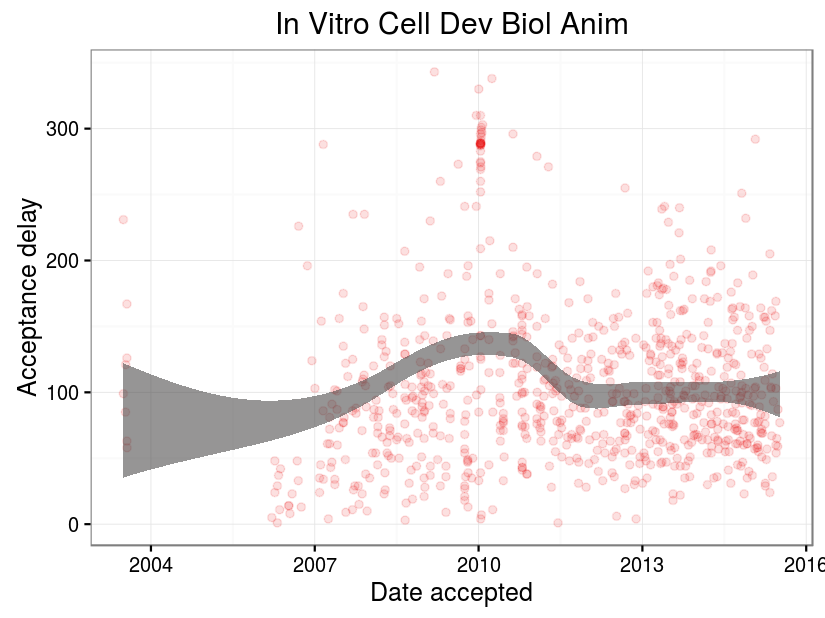 In Vitro Cell Dev Biol Anim
Acceptance delay
300
200
100
0
2004 2007 2010 2013 2016
Date accepted